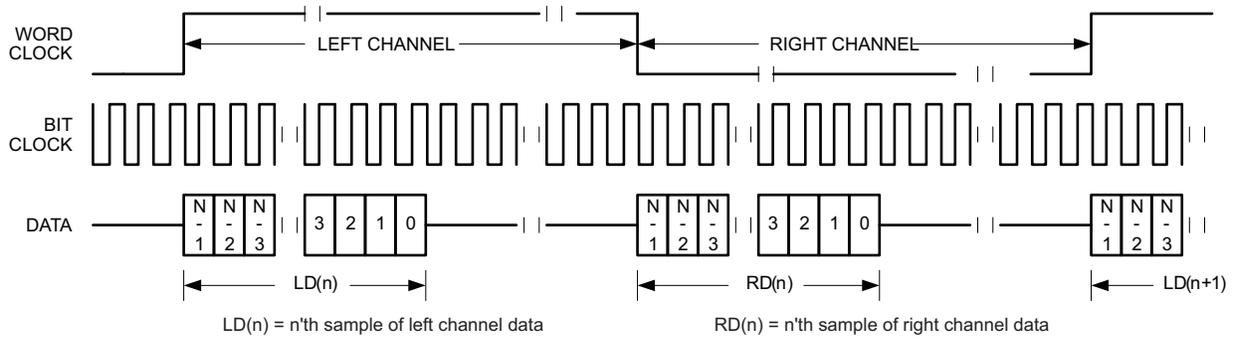 WORD
CLOCK
LEFT CHANNEL
RIGHT CHANNEL
BIT
CLOCK
DATA
N
-
1
N
-
2
N
-
3
3
2
1
0
N
-
1
N
-
2
N
-
3
3
2
1
0
N
-
1
N
-
2
N
-
3
LD(n)
RD(n)
LD(n+1)
LD(n) = n'th sample of left channel data
RD(n) = n'th sample of right channel data